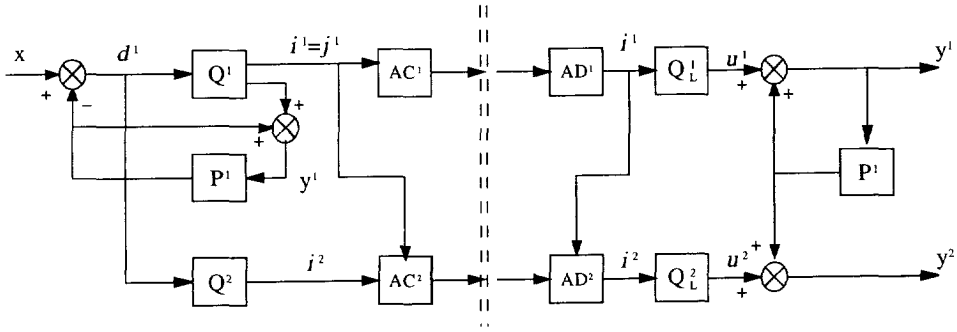 x
+
−
d¹
Q¹
i¹=j¹
AC¹
+
+
P¹
y¹
Q²
j²
AC²
AD¹
i¹
Q¹L
u¹
+
+
y¹
P¹
AD²
i²
Q²L
u²
+
+
y²